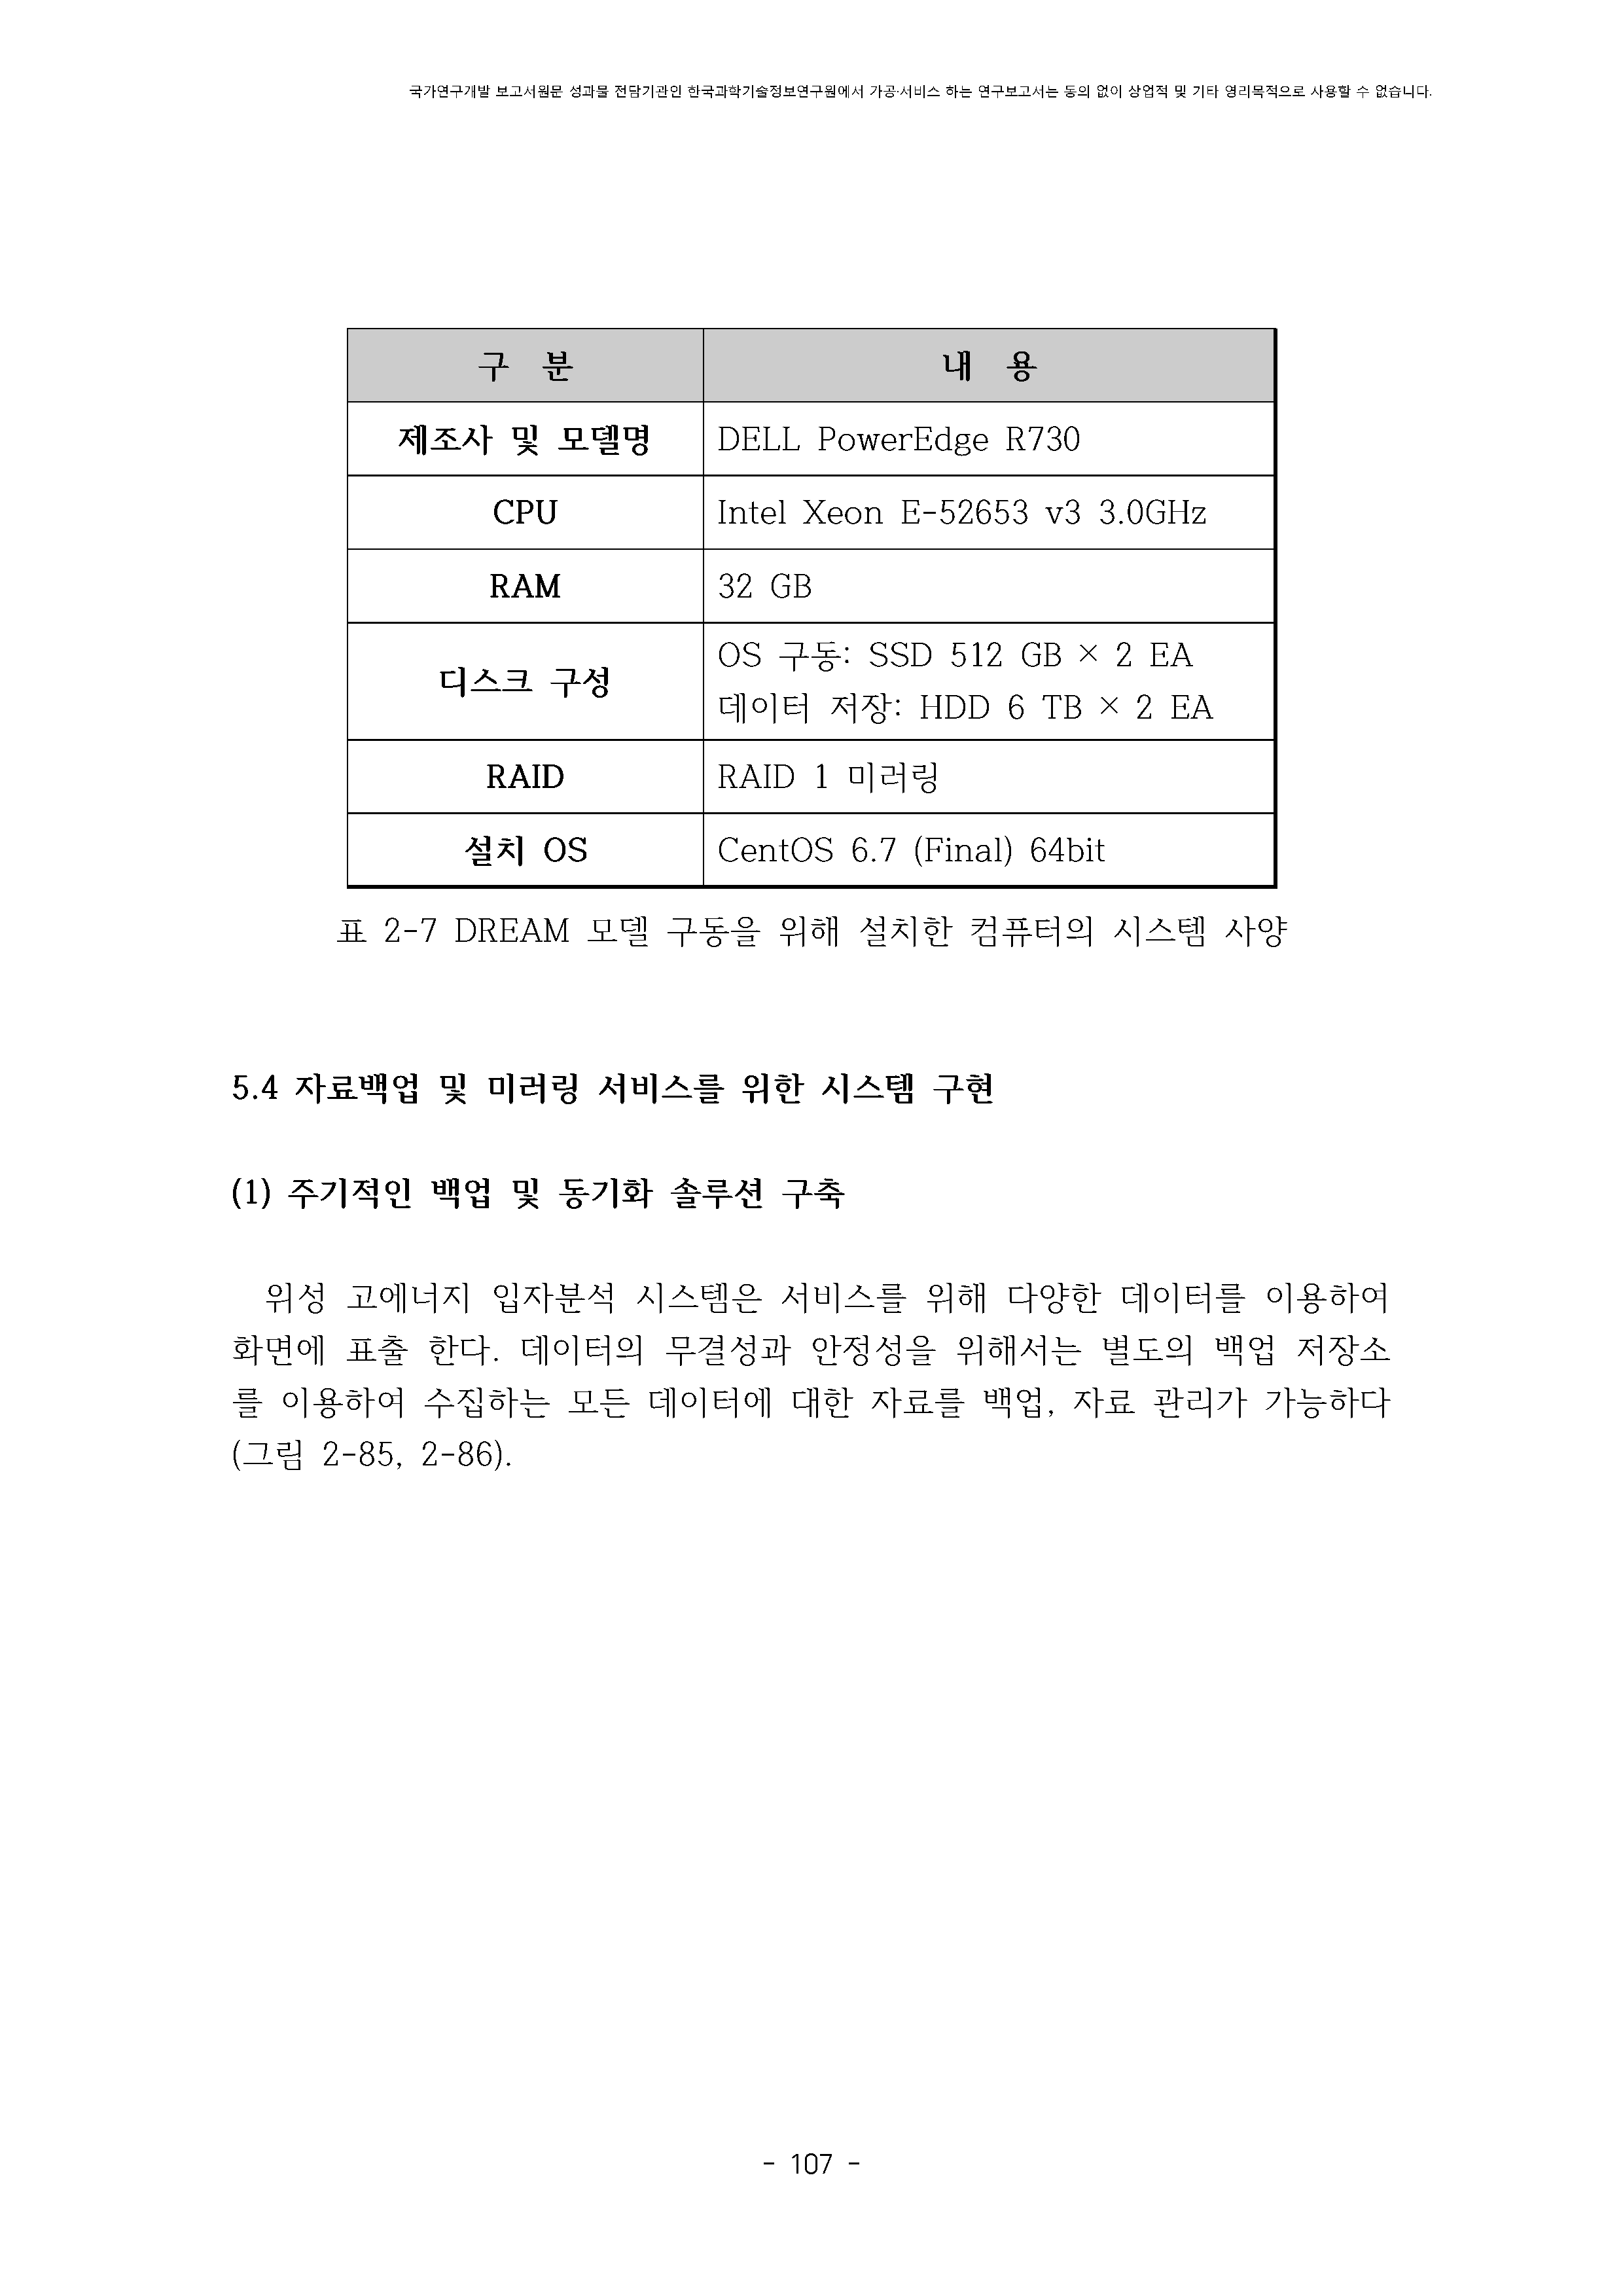 국가연구개발 보고서원문 성과물 전담기관인 한국과학기술정보연구원에서 가공·서비스 하는 연구보고서는 동의 없이 상업적 및 기타 영리목적으로 사용할 수 없습니다.
구 분 내 용
제조사 및 모델명 DELL PowerEdge R730
CPU Intel Xeon E-52653 v3 3.0GHz
RAM 32 GB
디스크 구성 OS 구동: SSD 512 GB × 2 EA
데이터 저장: HDD 6 TB × 2 EA
RAID RAID 1 미러링
설치 OS CentOS 6.7 (Final) 64bit
표 2-7 DREAM 모델 구동을 위해 설치한 컴퓨터의 시스템 사양
5.4 자료백업 및 미러링 서비스를 위한 시스템 구현
(1) 주기적인 백업 및 동기화 솔루션 구축
위성 고에너지 입자분석 시스템은 서비스를 위해 다양한 데이터를 이용하여
화면에 표출 한다. 데이터의 무결성과 안정성을 위해서는 별도의 백업 저장소
를 이용하여 수집하는 모든 데이터에 대한 자료를 백업, 자료 관리가 가능하다
(그림 2-85, 2-86).
- 107 -